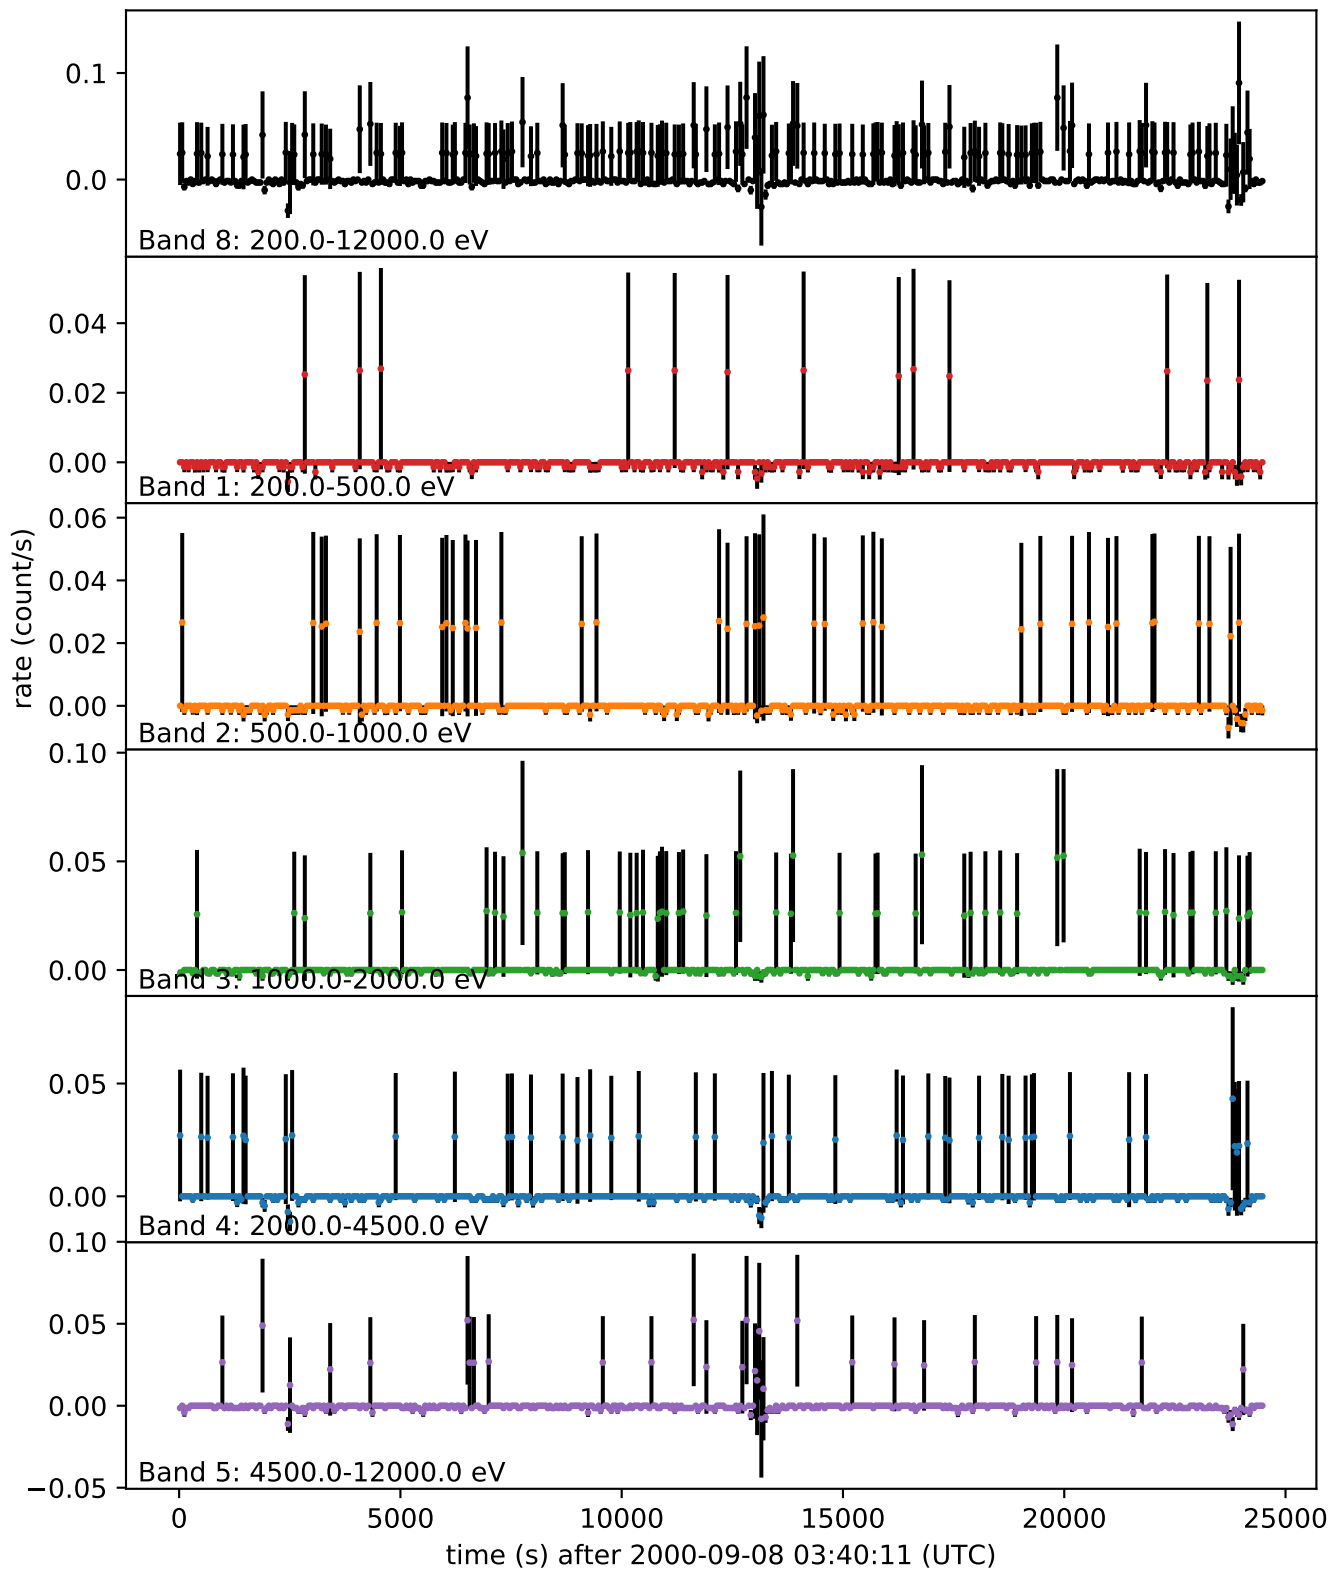 0.1
0.0
Band 8: 200.0-12000.0 eV
0.04
0.02
0.00
Band 1: 200.0-500.0 eV
0.06
0.04
0.02
0.00
Band 2: 500.0-1000.0 eV
rate (count/s)
0.10
0.05
0.00
Band 3: 1000.0-2000.0 eV
0.05
0.00
Band 4: 2000.0-4500.0 eV
0.10
0.05
0.00
−0.05
Band 5: 4500.0-12000.0 eV
0 5000 10000 15000 20000 25000
time (s) after 2000-09-08 03:40:11 (UTC)